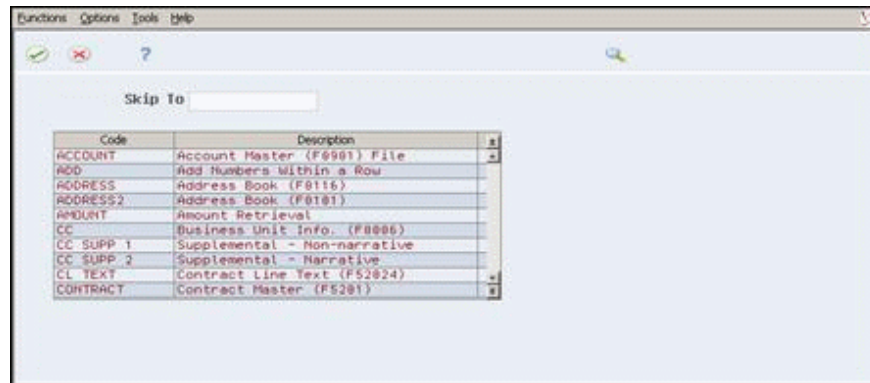 Functions Options Tools Help
?
Skip To
Code Description
ACCOUNT Account Master (F0901) File
ADD Add Numbers Within a Row
ADDRESS Address Book (F0116)
ADDRESS2 Address Book (F0101)
AMOUNT Amount Retrieval
CC Business Unit Info. (F0006)
CC SUPP 1 Supplemental - Non-narrative
CC SUPP 2 Supplemental - Narrative
CL TEXT Contract Line Text (F52024)
CONTRACT Contract Master (F5201)